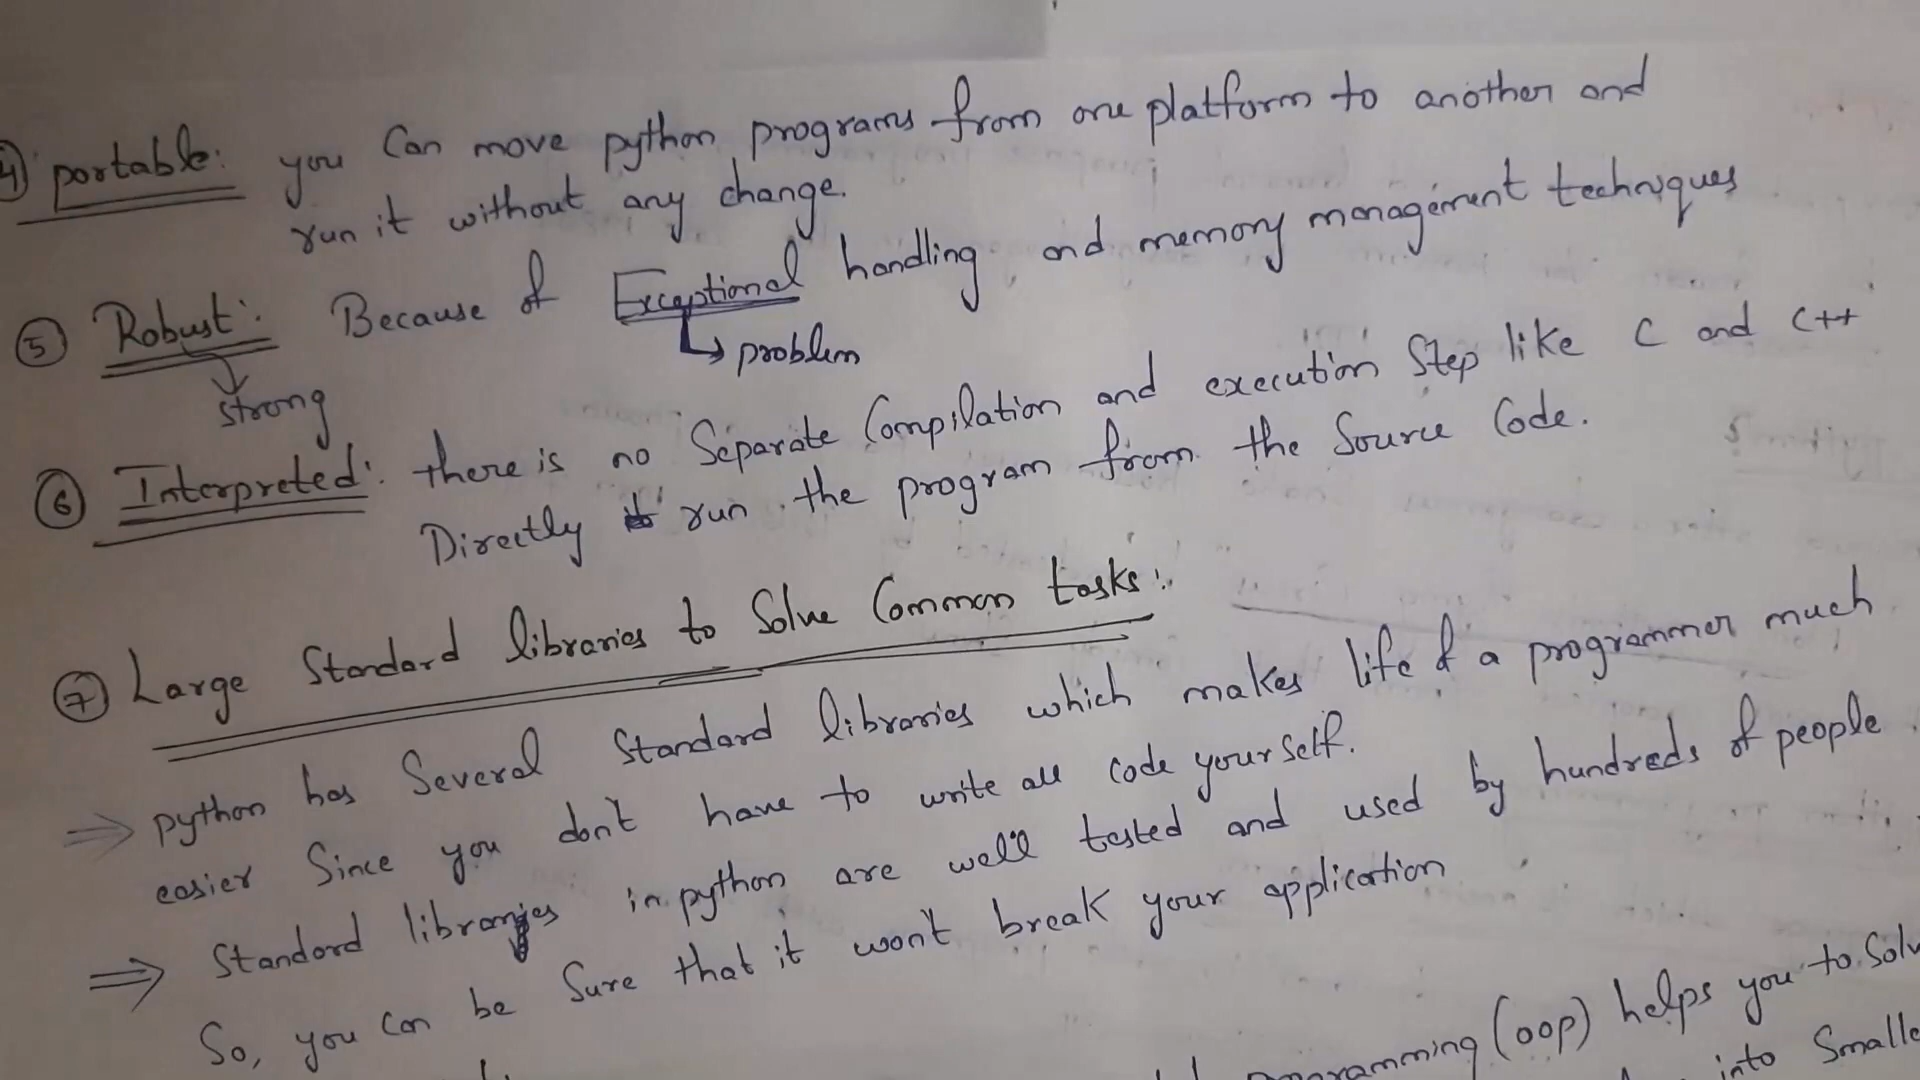 4) portable: you Can move python programs from one platform to another and
run it without any change.
5 Robust: Because of Exceptional handling and memory management techniques
strong
problem
6 Interpreted: there is no Separate Compilation and execution Step like C and C++
Directly run the program from the Source Code.
7 Large Standard libraries to Solve Common tasks:
⇒ python has Several Standard libraries which makes life of a programmer much
easier Since you don't have to write all code yourself.
⇒ Standard libraries in python are well tested and used by hundreds of people.
So, you can be Sure that it won't break your application
programming (OOP) helps you to Solv
into Smalle